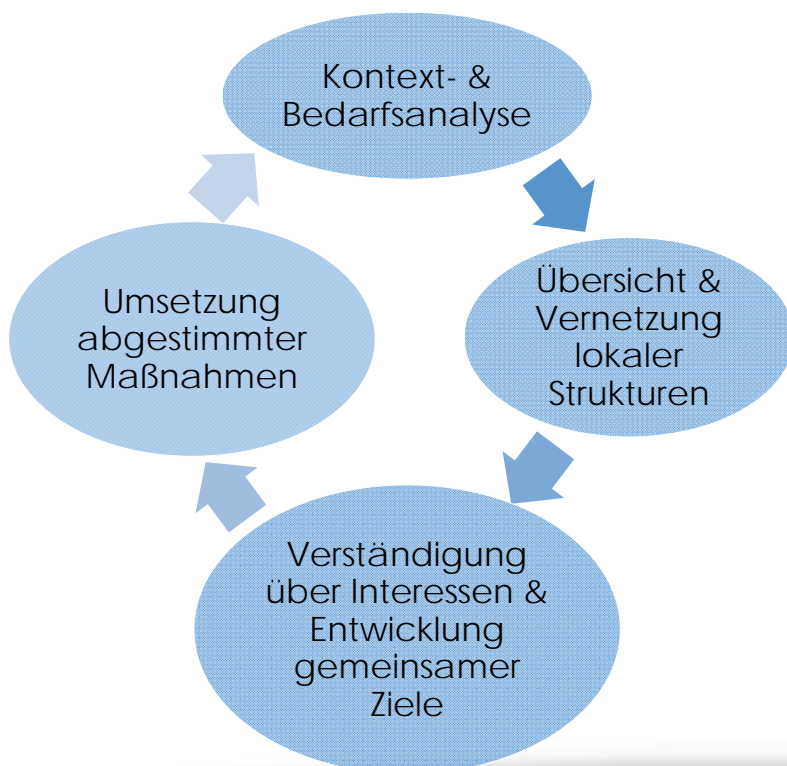 Kontext- &
Bedarfsanalyse
Übersicht &
Vernetzung
lokaler
Strukturen
Verständigung
über Interessen &
Entwicklung
gemeinsamer
Ziele
Umsetzung
abgestimmter
Maßnahmen